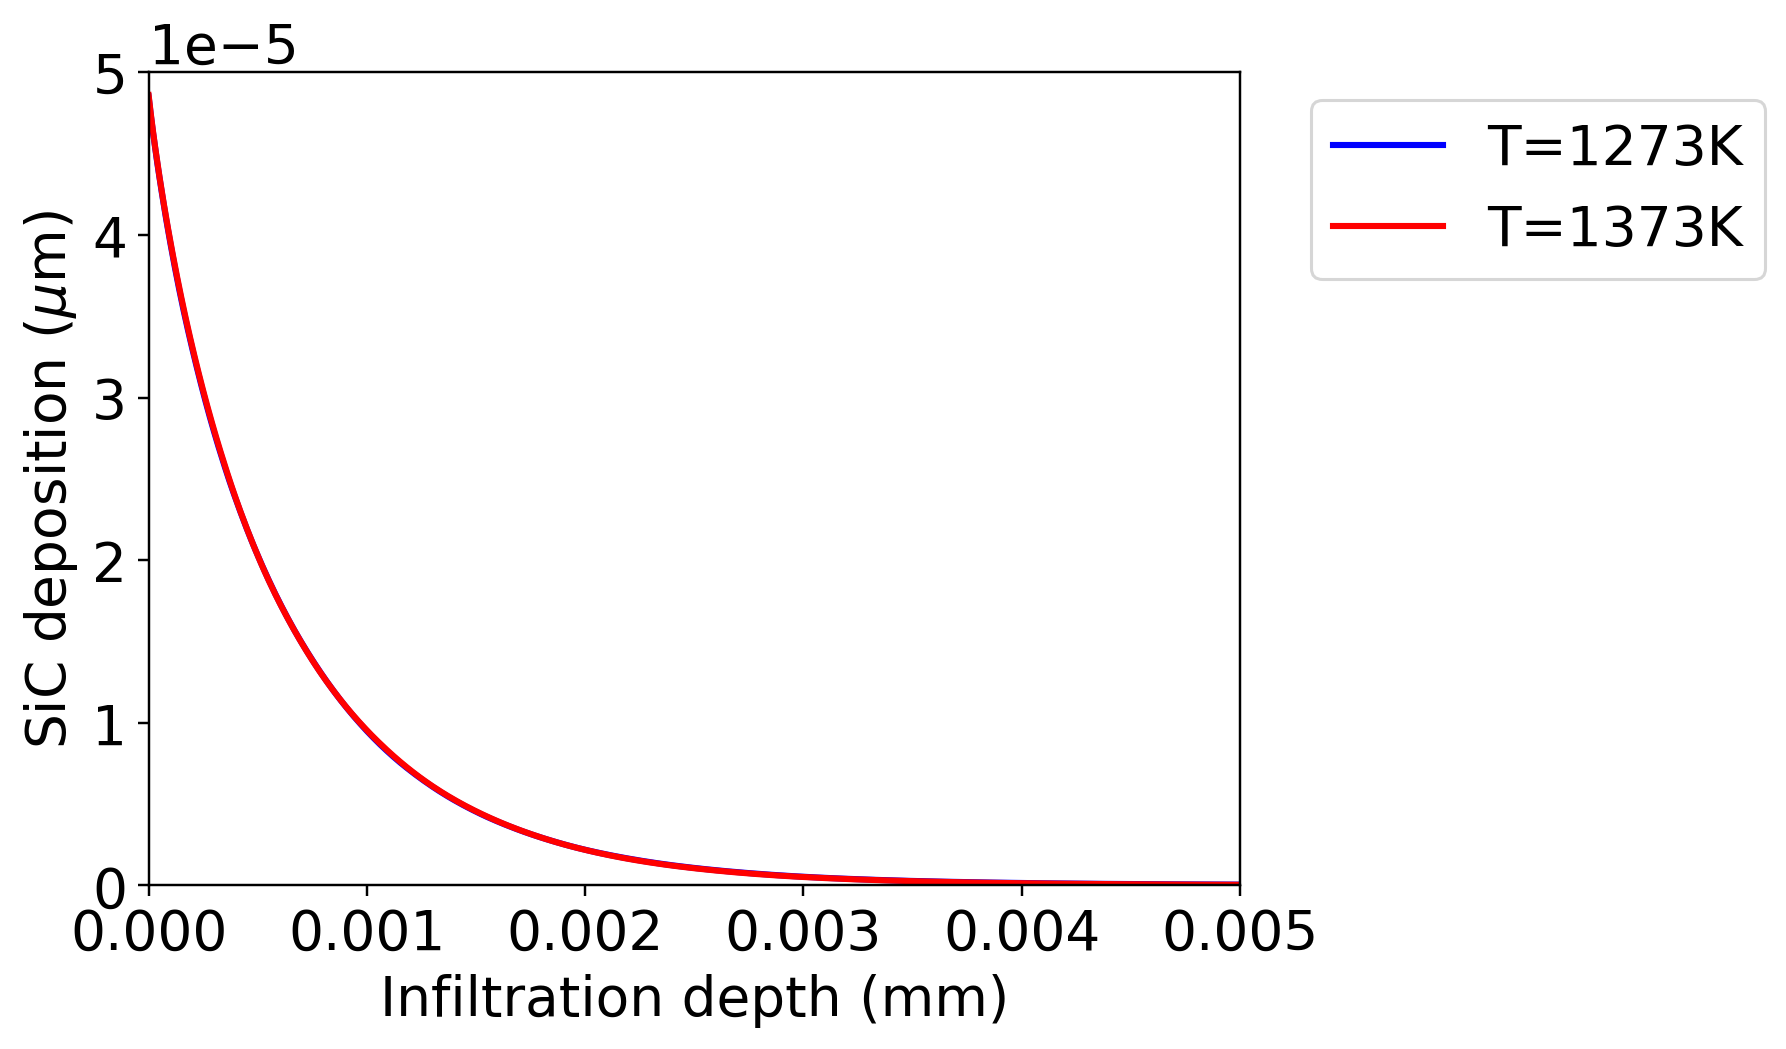 1e−5
5
4
3
2
1
0
SiC deposition (μm)
0.000 0.001 0.002 0.003 0.004 0.005
Infiltration depth (mm)
T=1273K
T=1373K